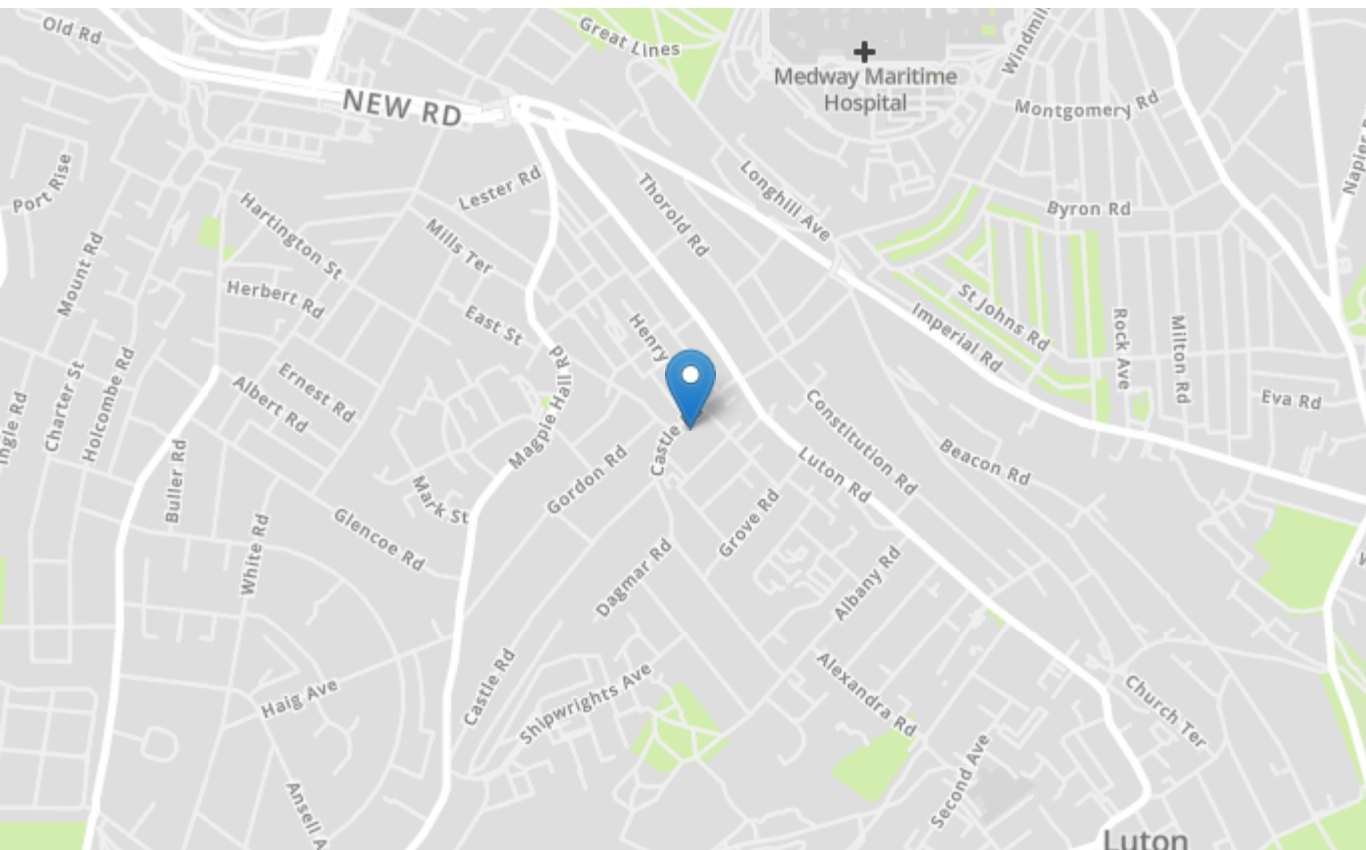 Old Rd
Great Lines
Windmil
Medway Maritime
Hospital
NEW RD
Montgomery Rd
Napier
Port Rise
Lester Rd
Longhill Ave
Thorold Rd
Byron Rd
Hartington St
Mills Ter
Mount Rd
Herbert Rd
East St
Henry
St Johns Rd
Imperial Rd
Rock Ave
Milton Rd
Charter St
Holcombe Rd
Ernest Rd
Albert Rd
Magpie Hall Rd
Eva Rd
ingle Rd
Castle
Constitution Rd
Beacon Rd
Luton Rd
Buller Rd
Gordon Rd
Mark St
Glencoe Rd
White Rd
Grove Rd
Dagmar Rd
Albany Rd
Castle Rd
Shipwrights Ave
Haig Ave
Alexandra Rd
Church Ter
Second Ave
Ansell A
Luton